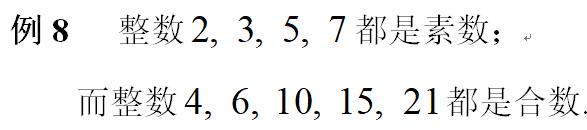 例 8 整数 2, 3, 5, 7 都是素数；
而整数 4, 6, 10, 15, 21 都是合数.